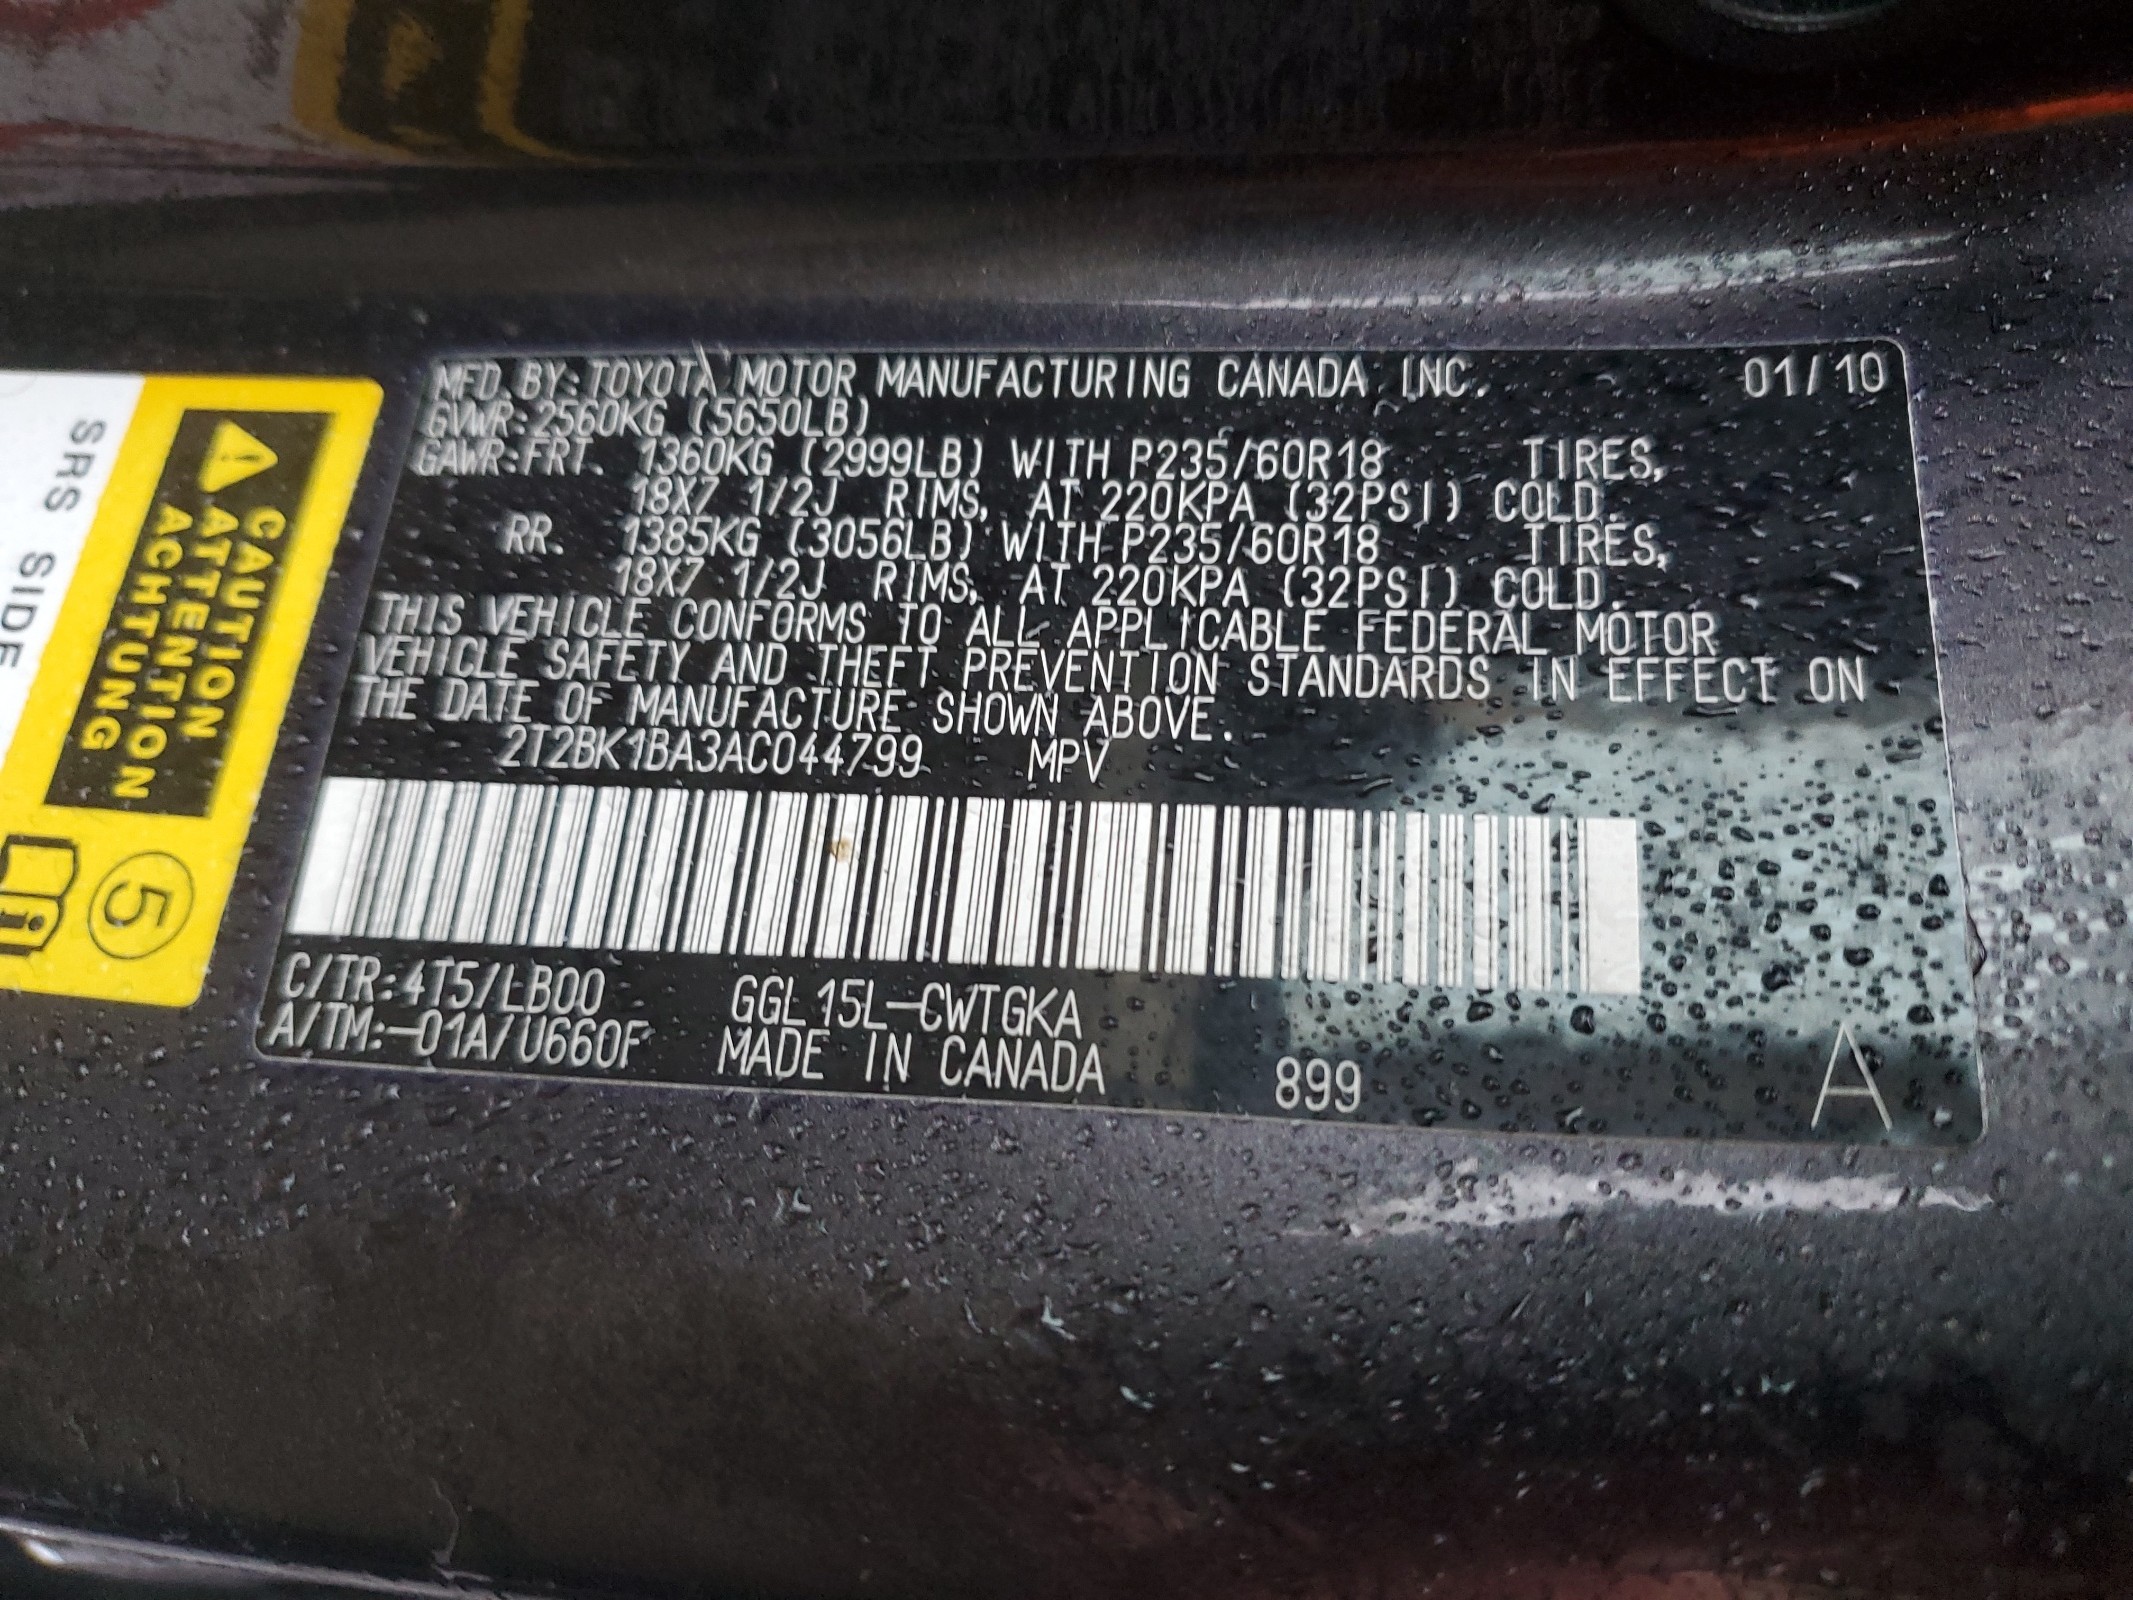 MFD. BY: TOYOTA MOTOR MANUFACTURING CANADA INC. 01/10
GVWR: 2560KG (5650LB)
GAWR: FRT. 1360KG (2999LB) WITH P235/60R18 TIRES,
18X7 1/2J RIMS, AT 220KPA (32PSI) COLD.
RR. 1385KG (3056LB) WITH P235/60R18 TIRES,
18X7 1/2J RIMS, AT 220KPA (32PSI) COLD.
THIS VEHICLE CONFORMS TO ALL APPLICABLE FEDERAL MOTOR
VEHICLE SAFETY AND THEFT PREVENTION STANDARDS IN EFFECT ON
THE DATE OF MANUFACTURE SHOWN ABOVE.
2T2BK1BA3AC044799 MPV
C/TR: 4T5/LB00 GGL15L-CWTGKA
A/TM: -01A/U660F MADE IN CANADA 899 A
CAUTION
ATTENTION
ACHTUNG
5
SRS SIDE